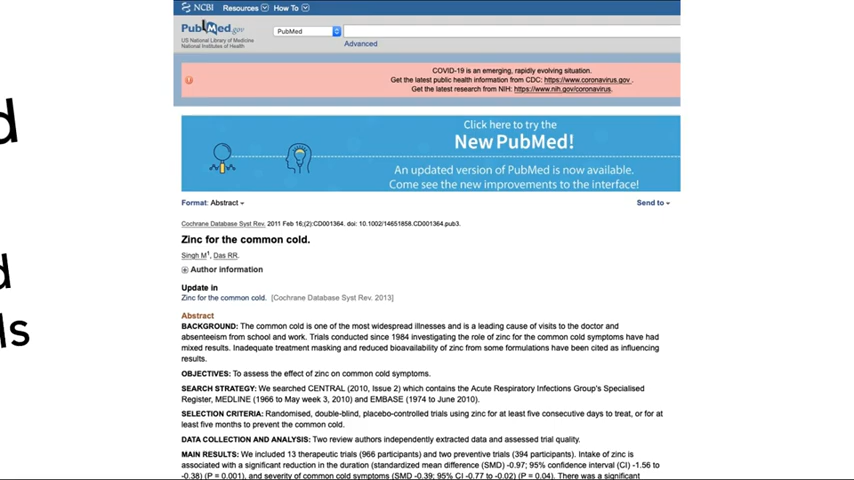 NCBI Resources How To
PubMed.gov
US National Library of Medicine
National Institutes of Health
PubMed
Advanced
COVID-19 is an emerging, rapidly evolving situation.
Get the latest public health information from CDC: https://www.coronavirus.gov .
Get the latest research from NIH: https://www.nih.gov/coronavirus.
Click here to try the
New PubMed!
An updated version of PubMed is now available.
Come see the new improvements to the interface!
Format: Abstract Send to
Cochrane Database Syst Rev. 2011 Feb 16;(2):CD001364. doi: 10.1002/14651858.CD001364.pub3.
Zinc for the common cold.
Singh M1, Das RR.
Author information
Update in
Zinc for the common cold. [Cochrane Database Syst Rev. 2013]
Abstract
BACKGROUND: The common cold is one of the most widespread illnesses and is a leading cause of visits to the doctor and
absenteeism from school and work. Trials conducted since 1984 investigating the role of zinc for the common cold symptoms have had
mixed results. Inadequate treatment masking and reduced bioavailability of zinc from some formulations have been cited as influencing
results.
OBJECTIVES: To assess the effect of zinc on common cold symptoms.
SEARCH STRATEGY: We searched CENTRAL (2010, Issue 2) which contains the Acute Respiratory Infections Group's Specialised
Register, MEDLINE (1966 to May week 3, 2010) and EMBASE (1974 to June 2010).
SELECTION CRITERIA: Randomised, double-blind, placebo-controlled trials using zinc for at least five consecutive days to treat, or for at
least five months to prevent the common cold.
DATA COLLECTION AND ANALYSIS: Two review authors independently extracted data and assessed trial quality.
MAIN RESULTS: We included 13 therapeutic trials (966 participants) and two preventive trials (394 participants). Intake of zinc is
associated with a significant reduction in the duration (standardized mean difference (SMD) -0.97; 95% confidence interval (CI) -1.56 to
-0.38) (P = 0.001), and severity of common cold symptoms (SMD -0.39; 95% CI -0.77 to -0.02) (P = 0.04). There was a significant
d
d
ls